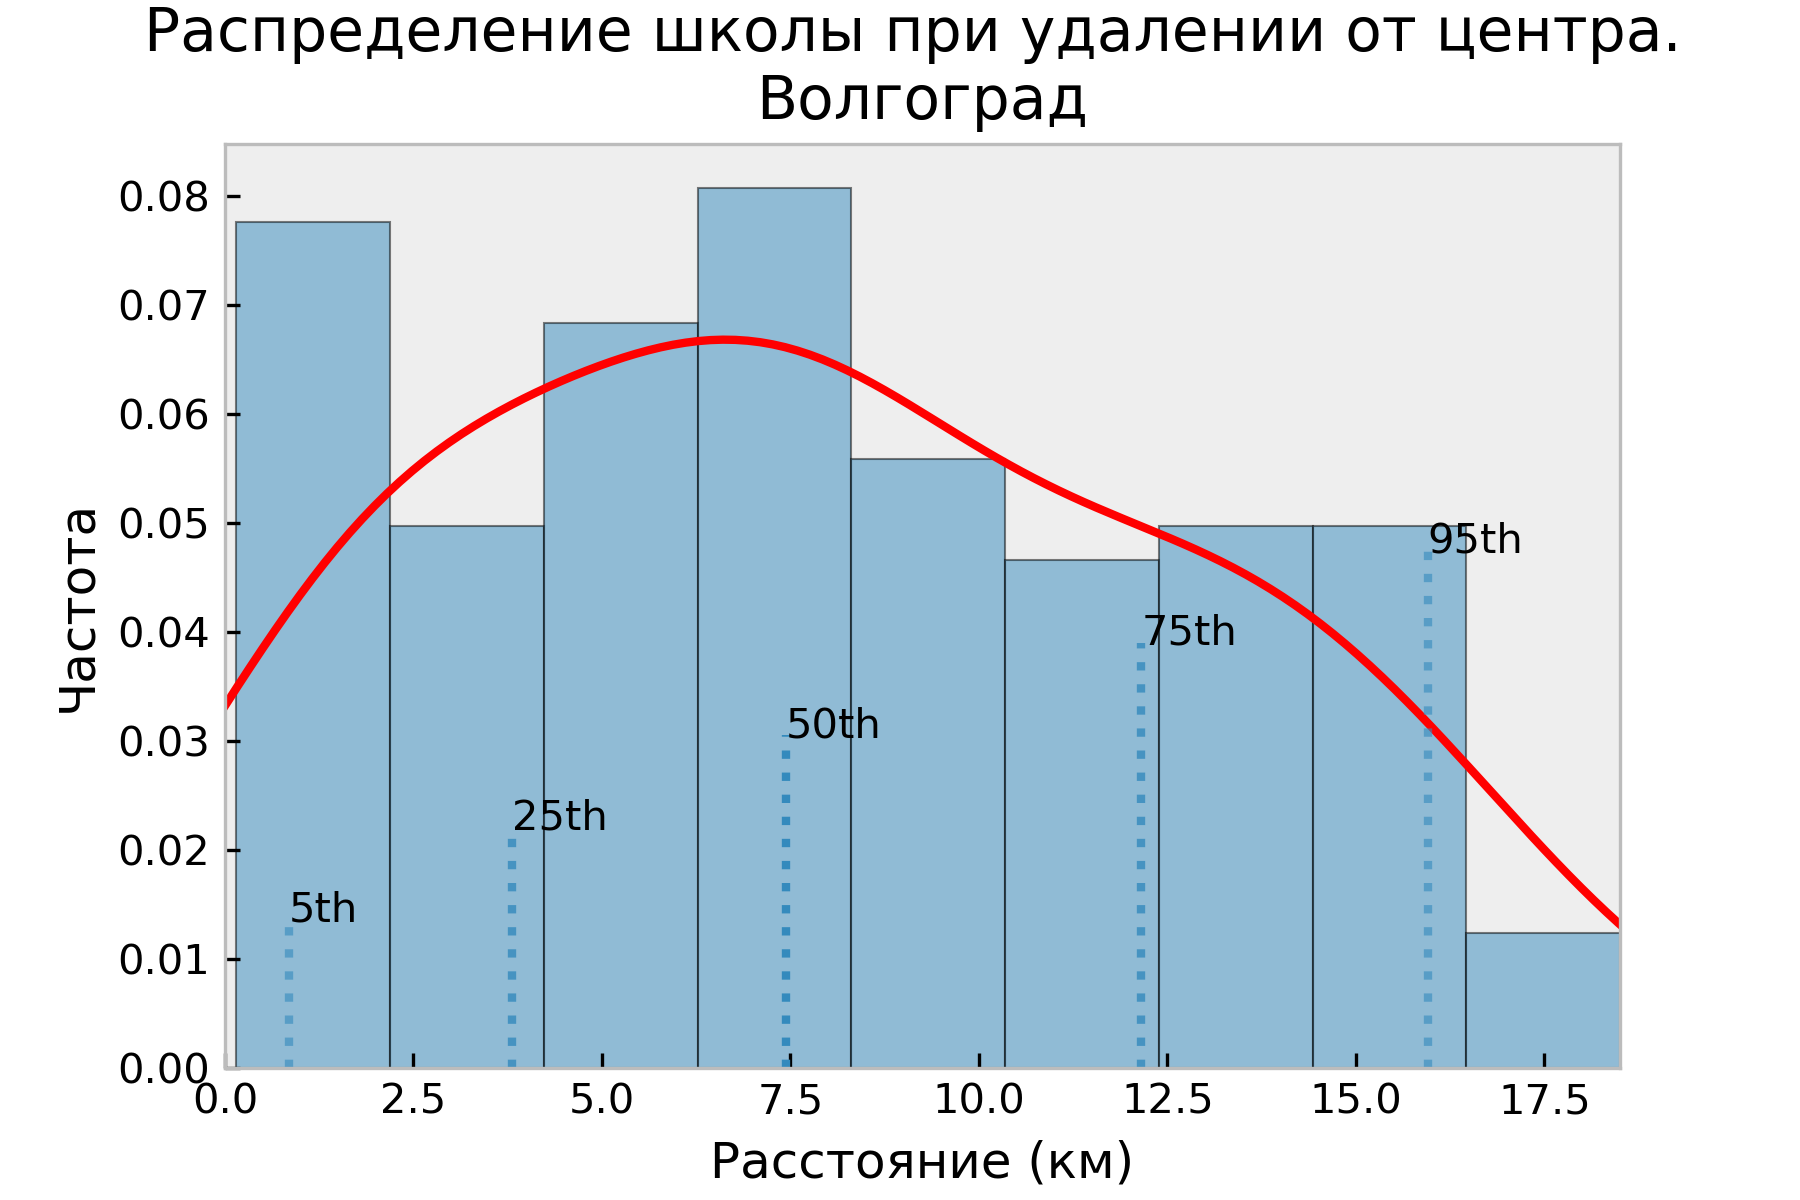 Распределение школы при удалении от центра.
Волгоград
0.08
0.07
0.06
0.05
0.04
0.03
0.02
0.01
0.00
Частота
5th
25th
50th
75th
95th
0.0 2.5 5.0 7.5 10.0 12.5 15.0 17.5
Расстояние (км)